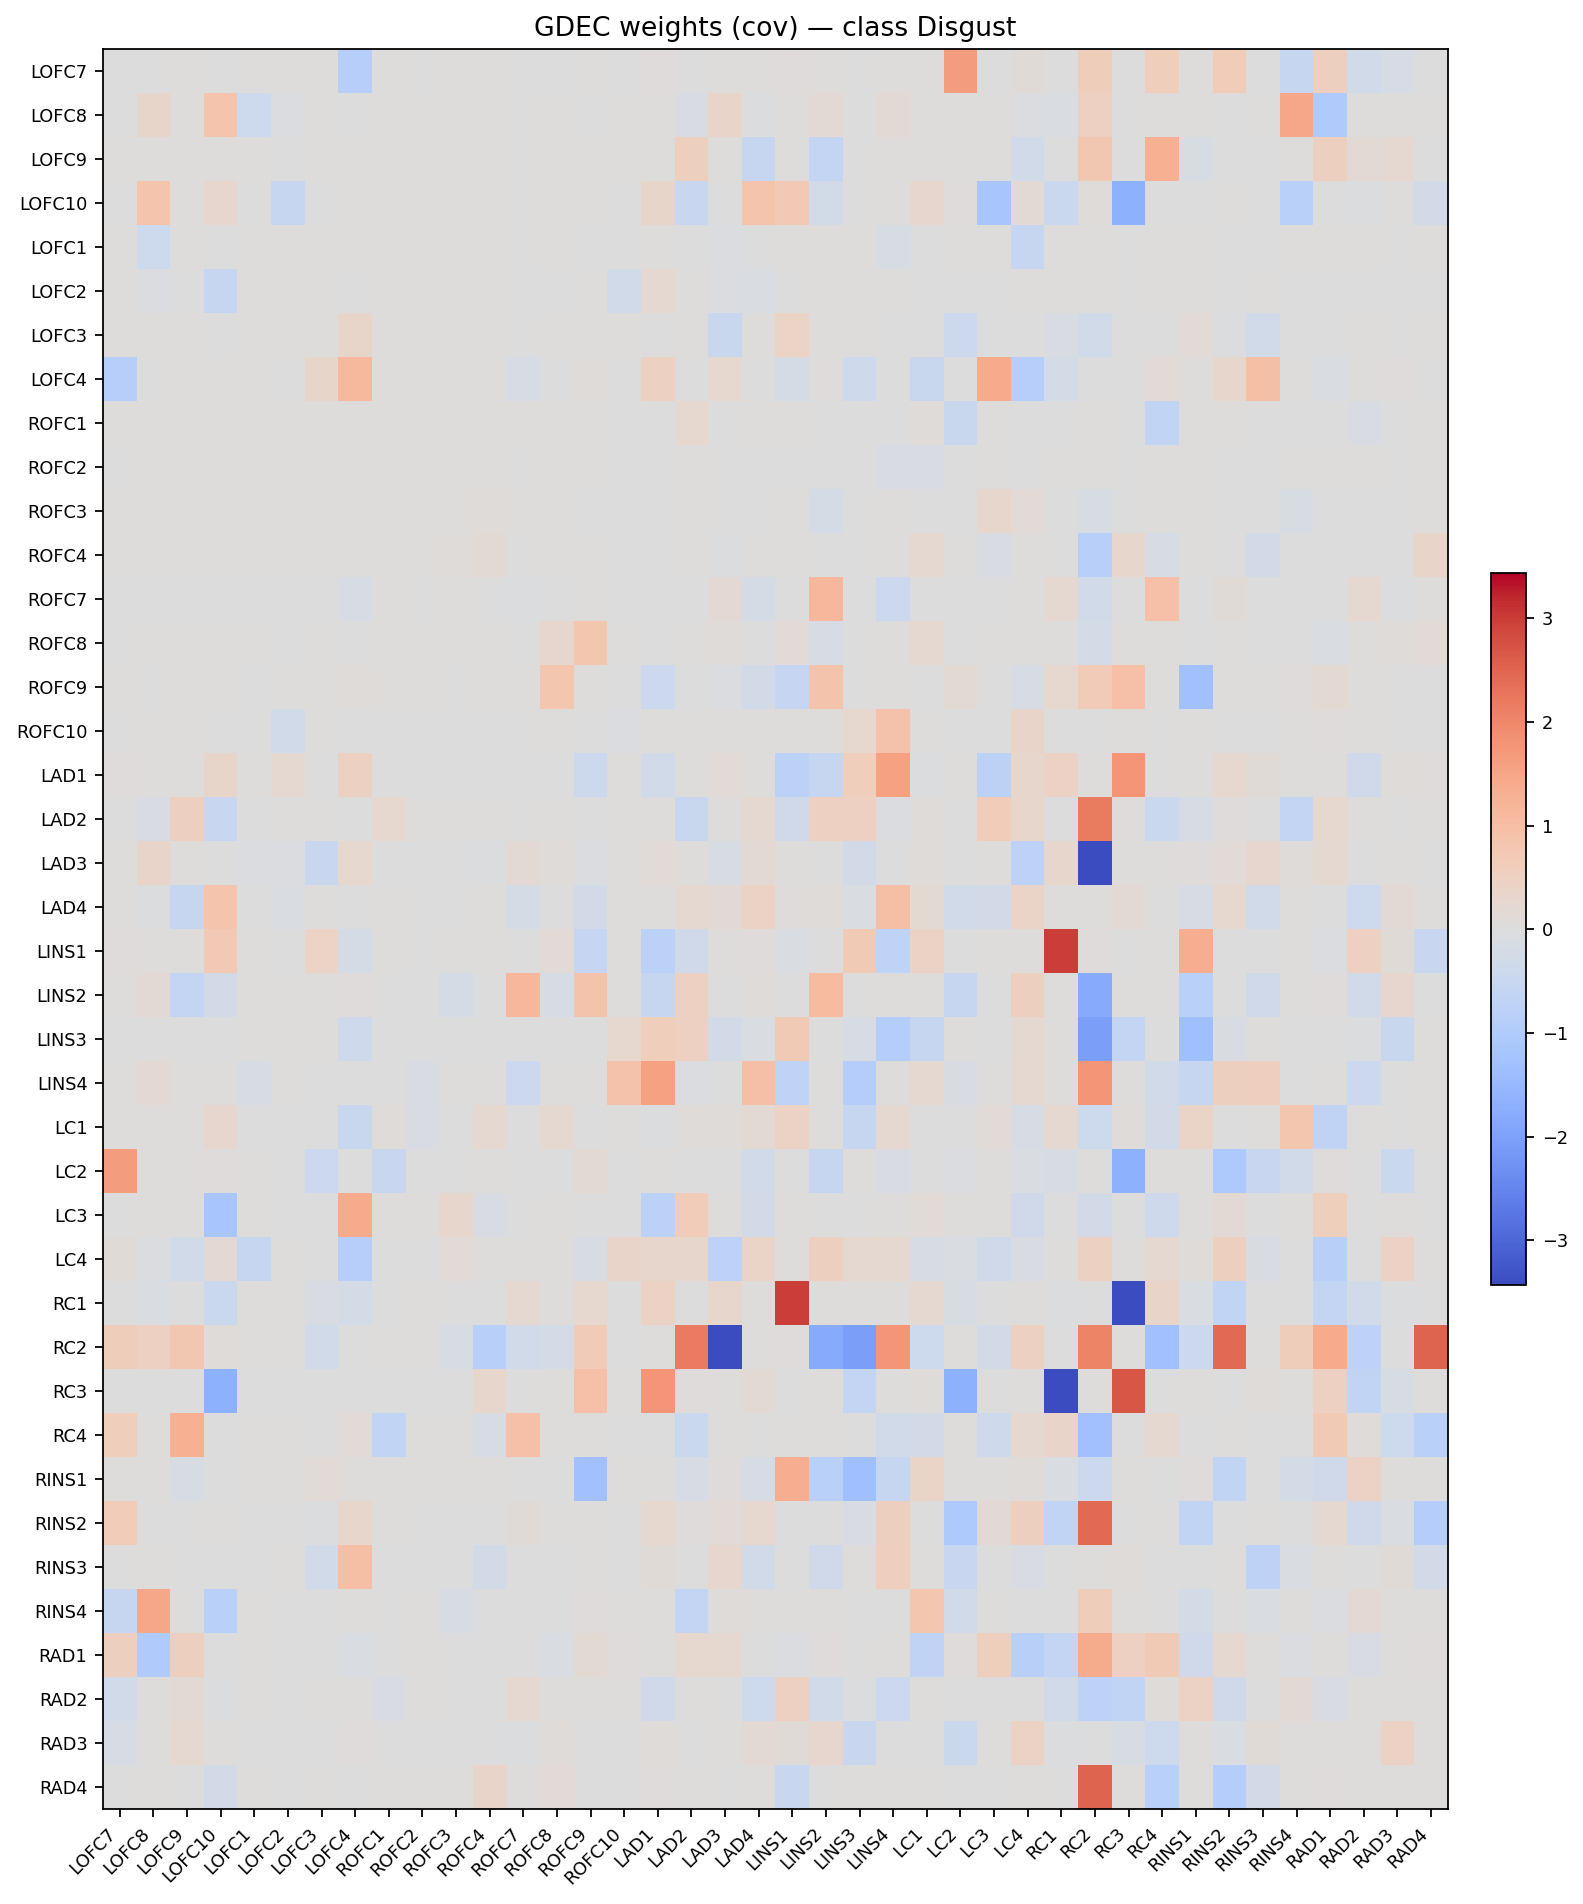 GDEC weights (cov) — class Disgust
LOFC7
LOFC8
LOFC9
LOFC10
LOFC1
LOFC2
LOFC3
LOFC4
ROFC1
ROFC2
ROFC3
ROFC4
ROFC7
ROFC8
ROFC9
ROFC10
LAD1
LAD2
LAD3
LAD4
LINS1
LINS2
LINS3
LINS4
LC1
LC2
LC3
LC4
RC1
RC2
RC3
RC4
RINS1
RINS2
RINS3
RINS4
RAD1
RAD2
RAD3
RAD4
LOFC7
LOFC8
LOFC9
LOFC10
LOFC1
LOFC2
LOFC3
LOFC4
ROFC1
ROFC2
ROFC3
ROFC4
ROFC7
ROFC8
ROFC9
ROFC10
LAD1
LAD2
LAD3
LAD4
LINS1
LINS2
LINS3
LINS4
LC1
LC2
LC3
LC4
RC1
RC2
RC3
RC4
RINS1
RINS2
RINS3
RINS4
RAD1
RAD2
RAD3
RAD4
3
2
1
0
−1
−2
−3